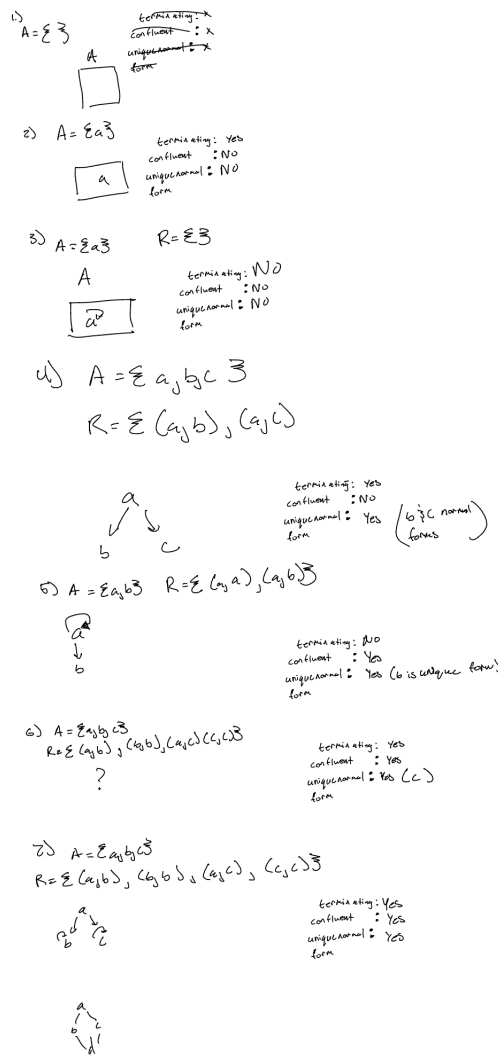 1.) A = { }
A
terminating: x
confluent : x
unique normal : x
form
2) A = {a}
a
terminating: Yes
confluent : No
unique normal : No
form
3) A = {a} R = { }
A
a
terminating: No
confluent : No
unique normal : No
form
4) A = {a,b,c }
R = { (a,b), (a,c)
a
b c
terminating: Yes
confluent : No
unique normal : Yes (b & c normal
form forms)
5) A = {a,b} R = { (a,a), (a,b)}
a
b
terminating: No
confluent : Yes
unique normal : Yes (b is unique form)
form
6) A = {a,b,c}
R = { (a,b), (b,b), (a,c) (c,c)}
?
terminating: Yes
confluent : Yes
unique normal : Yes (c)
form
7) A = {a,b,c}
R = { (a,b), (b,b), (a,c), (c,c)}
a
b c
terminating: Yes
confluent : Yes
unique normal : Yes
form
a
b c
d